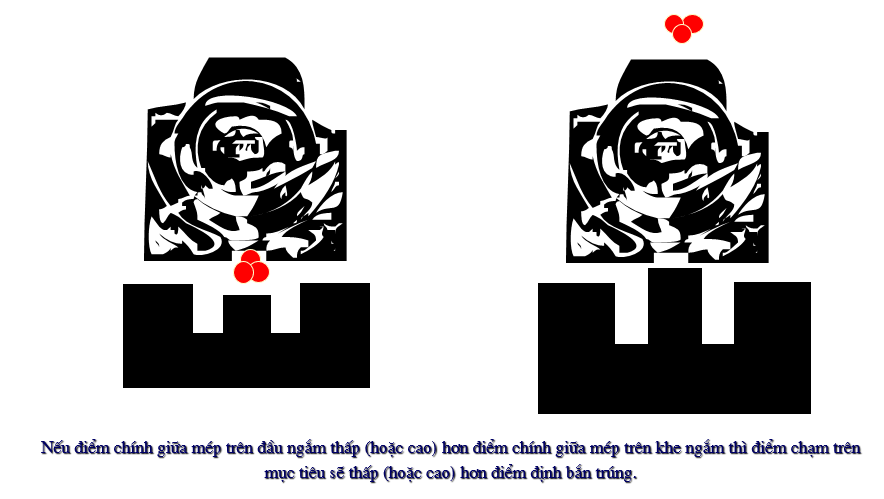 Nếu điểm chính giữa mép trên đầu ngắm thấp (hoặc cao) hơn điểm chính giữa mép trên khe ngắm thì điểm chạm trên
mục tiêu sẽ thấp (hoặc cao) hơn điểm định bắn trúng.